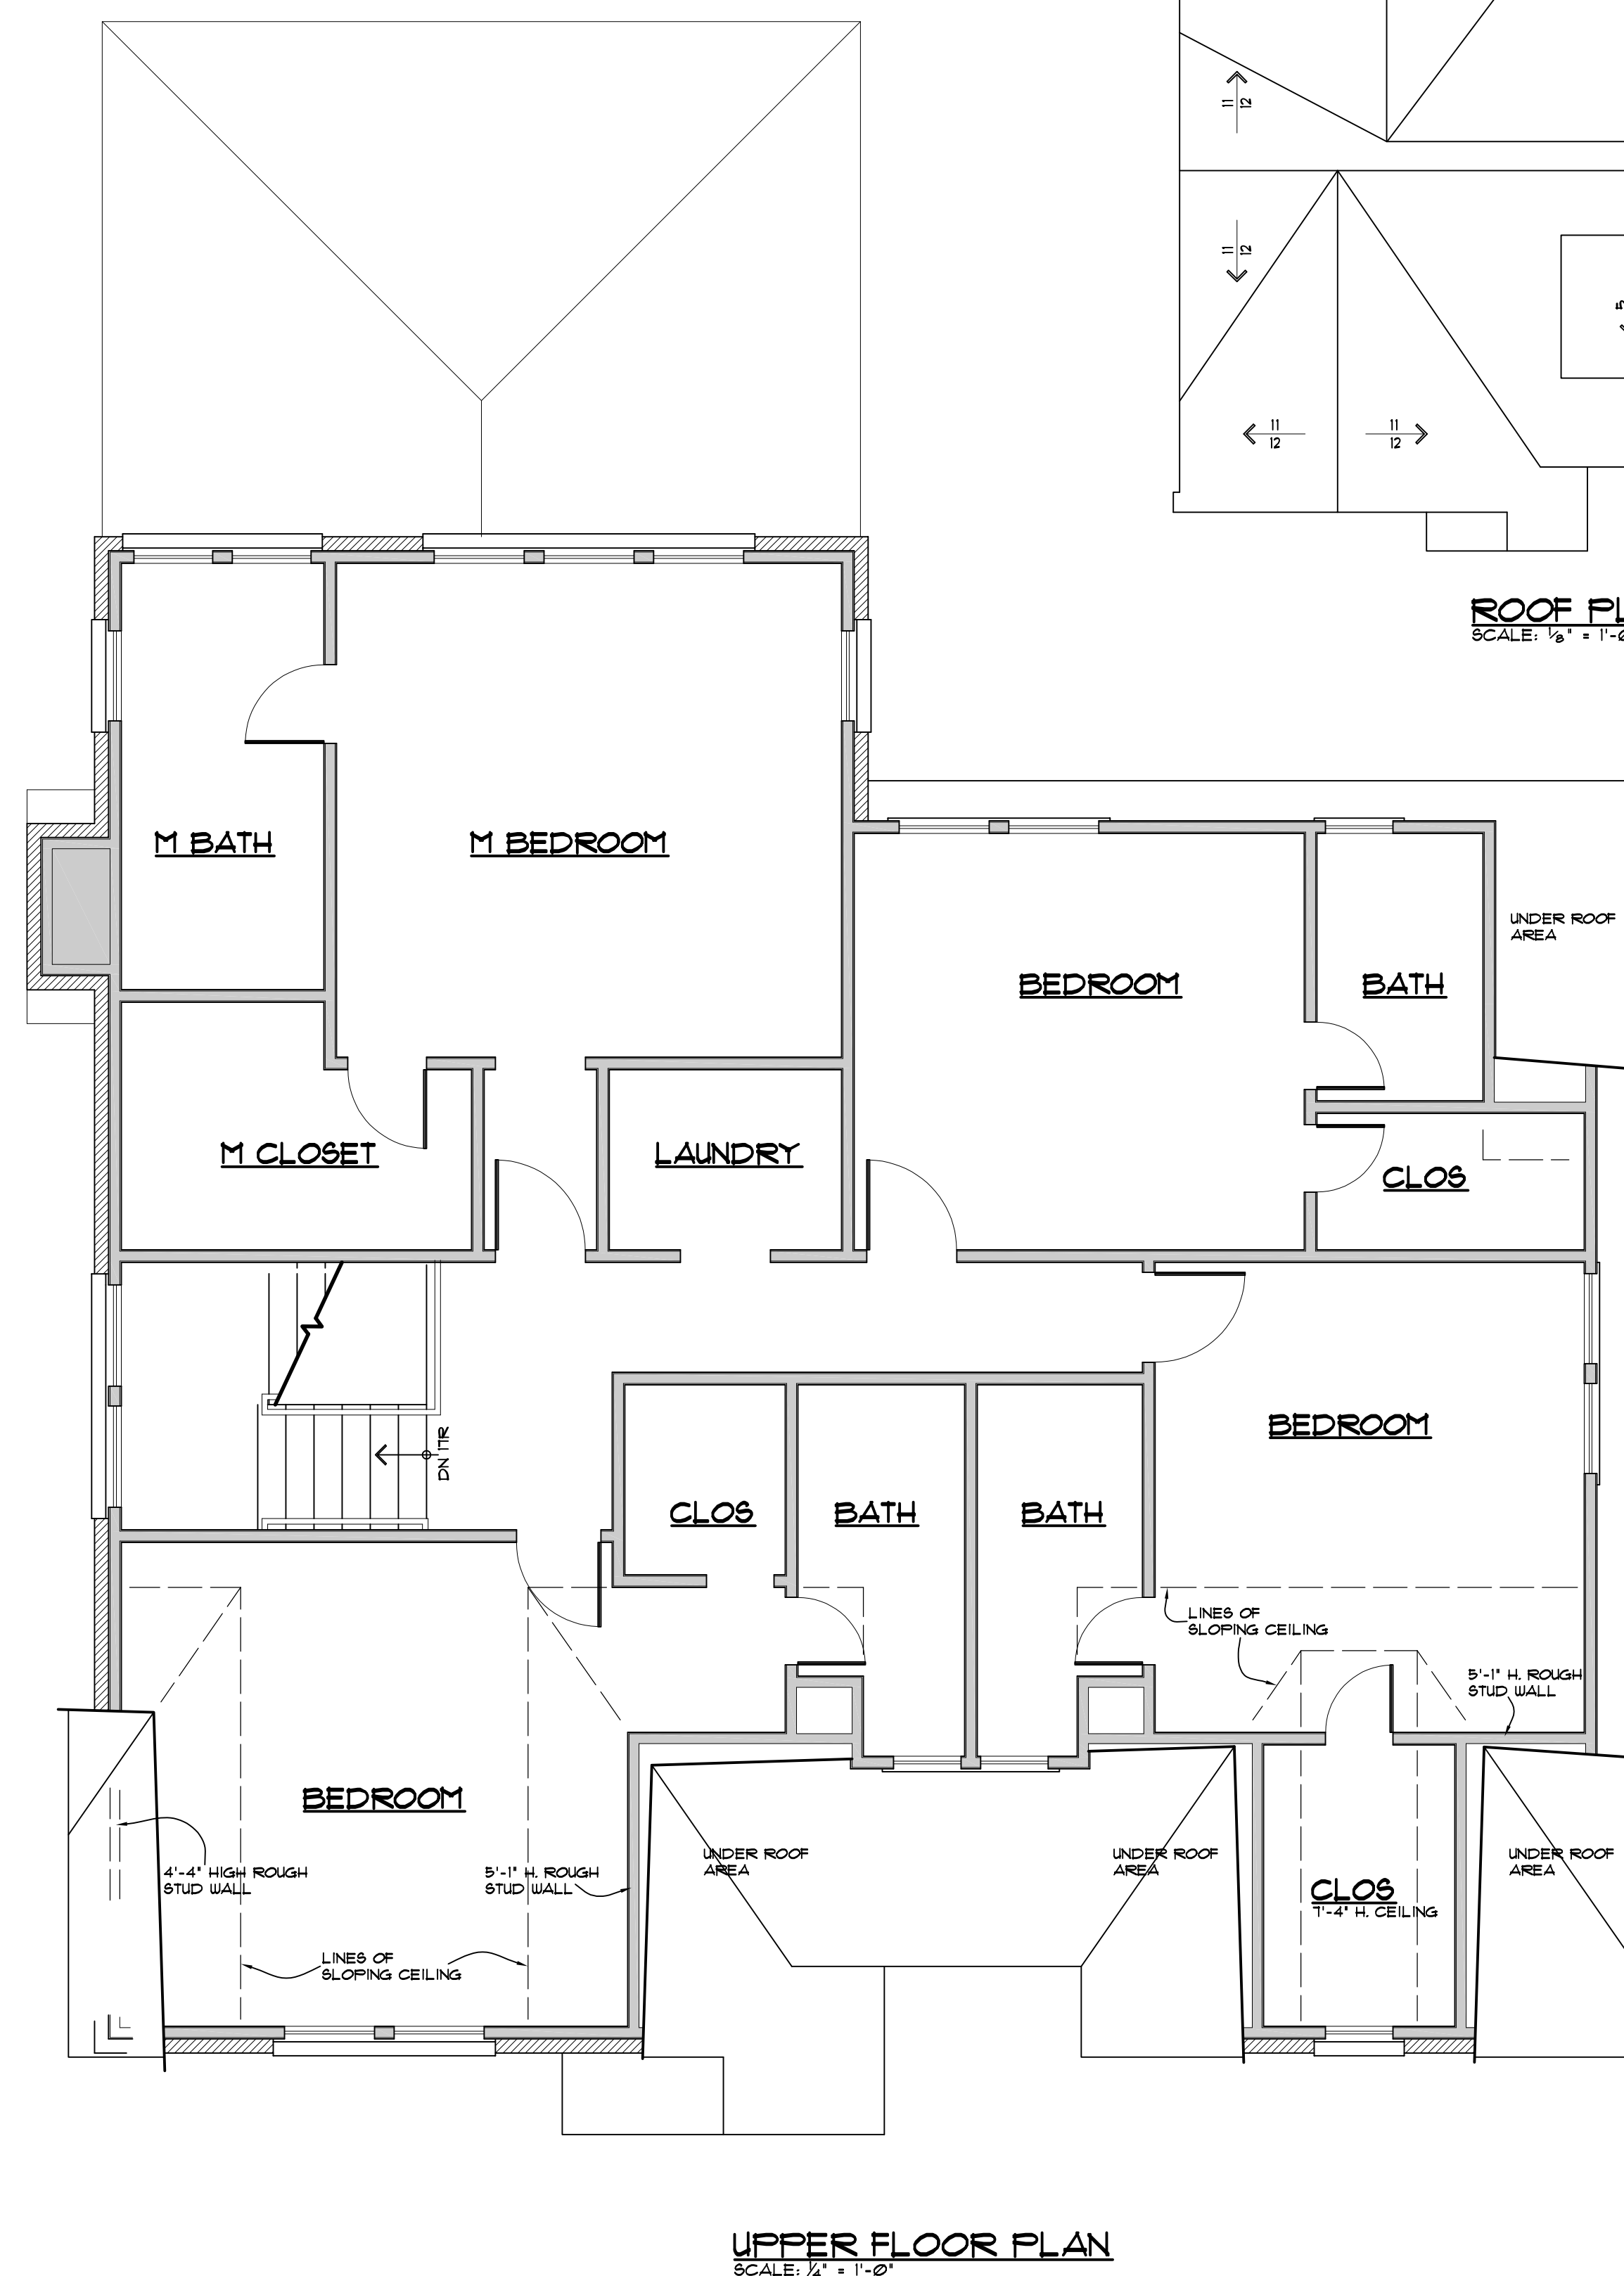 11
12
11
12
5
11
12
11
12
ROOF PL
SCALE: 1/8" = 1'-0
M BATH
M BEDROOM
UNDER ROOF
AREA
BEDROOM
BATH
M CLOSET
LAUNDRY
CLOS
DN 17R
BEDROOM
CLOS
BATH
BATH
LINES OF
SLOPING CEILING
5'-1" H. ROUGH
STUD WALL
BEDROOM
4'-4" HIGH ROUGH
STUD WALL
5'-1" H. ROUGH
STUD WALL
UNDER ROOF
AREA
UNDER ROOF
AREA
UNDER ROOF
AREA
CLOS
7'-4" H. CEILING
LINES OF
SLOPING CEILING
UPPER FLOOR PLAN
SCALE: 1/4" = 1'-0"